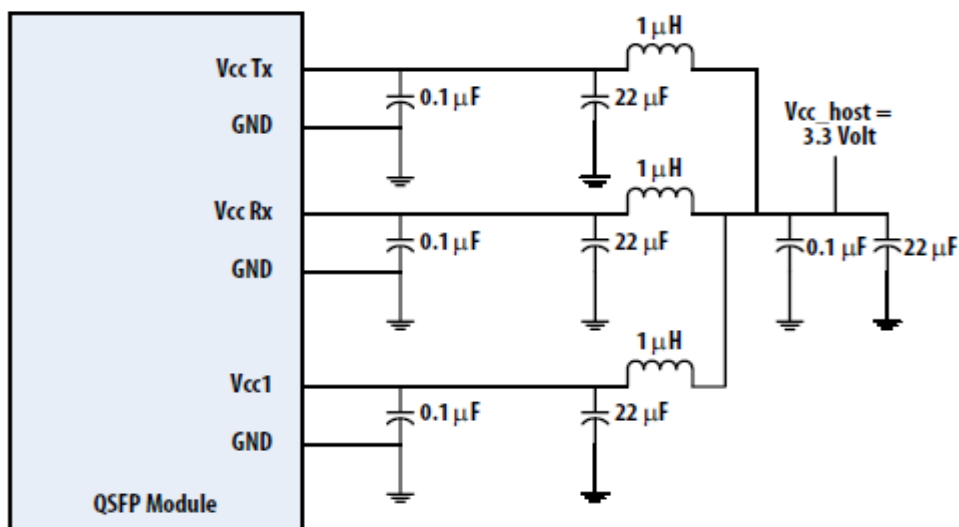 1 μH
Vcc Tx
0.1 μF
22 μF
GND
Vcc_host =
3.3 Volt
1 μH
Vcc Rx
0.1 μF
22 μF
0.1 μF
22 μF
GND
1 μH
Vcc1
0.1 μF
22 μF
GND
QSFP Module